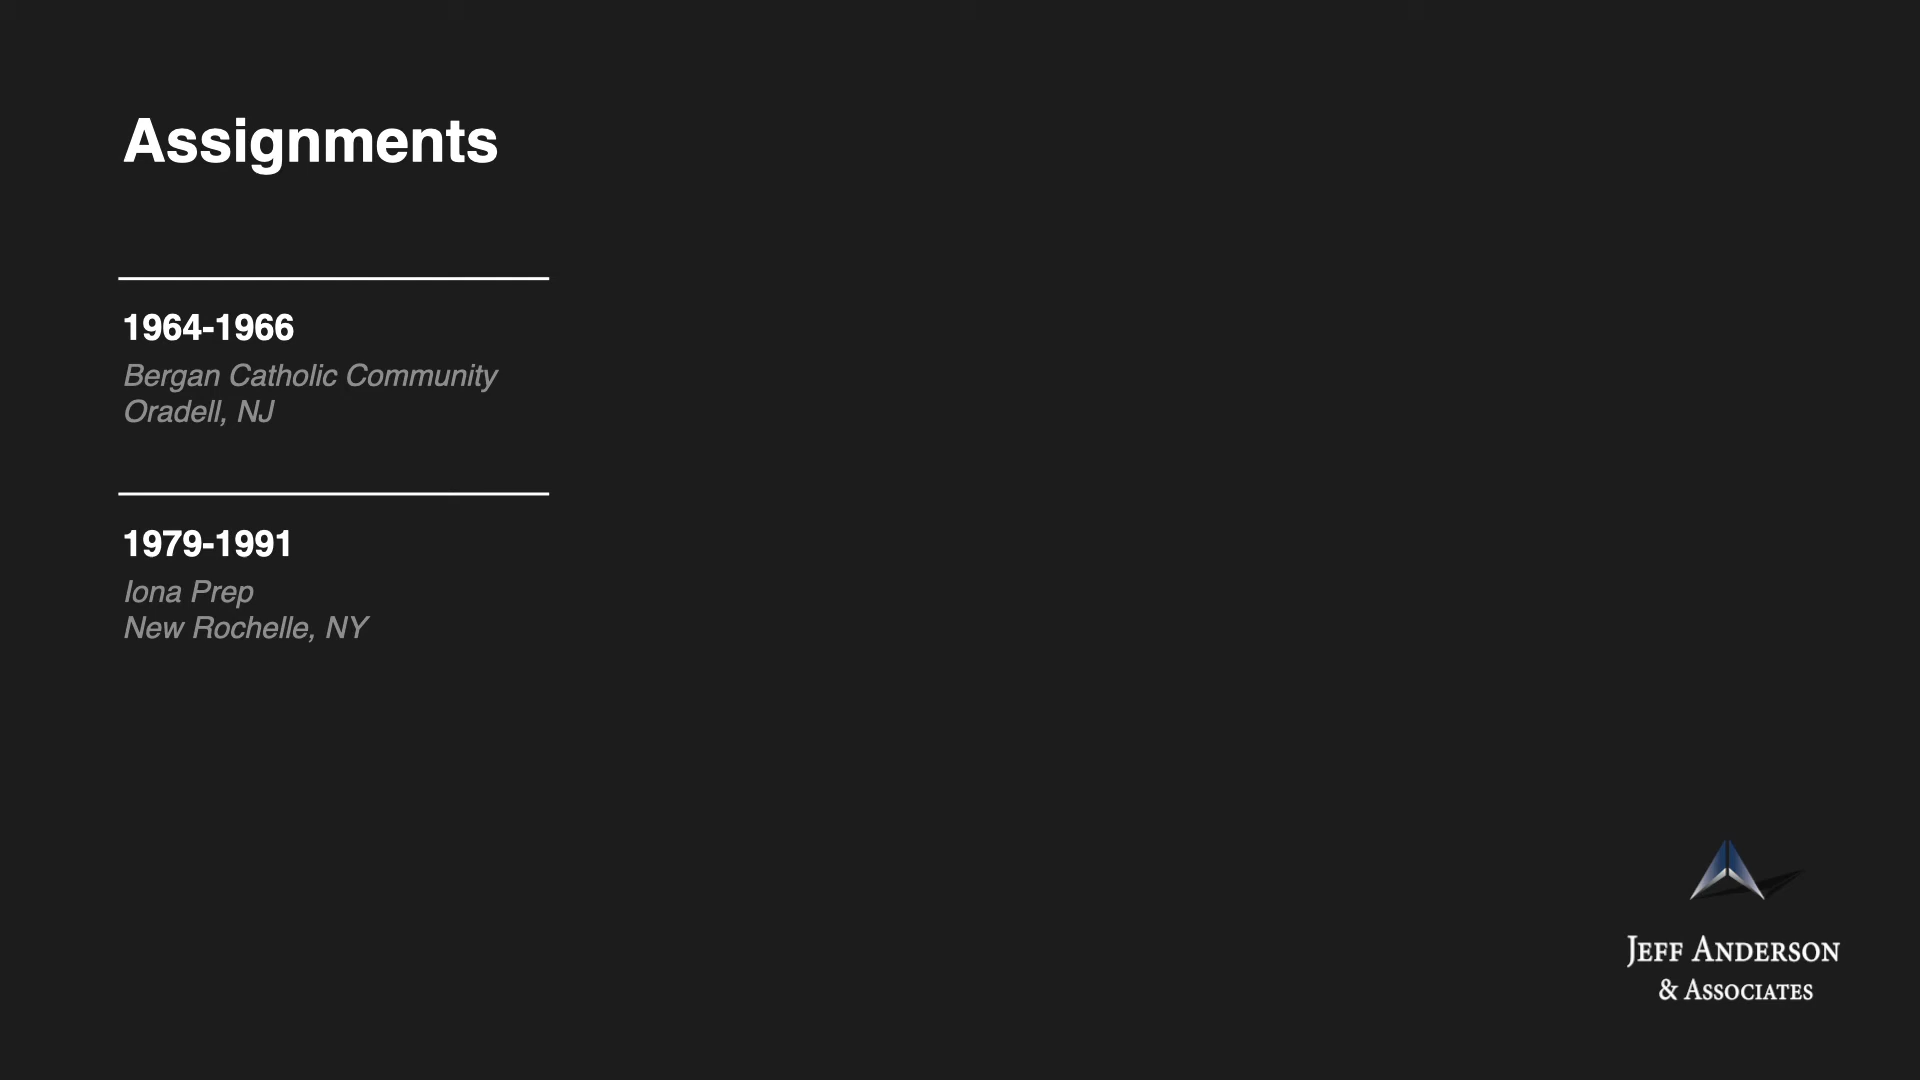 Assignments
1964-1966
Bergan Catholic Community
Oradell, NJ
1979-1991
Iona Prep
New Rochelle, NY
JEFF ANDERSON
& ASSOCIATES